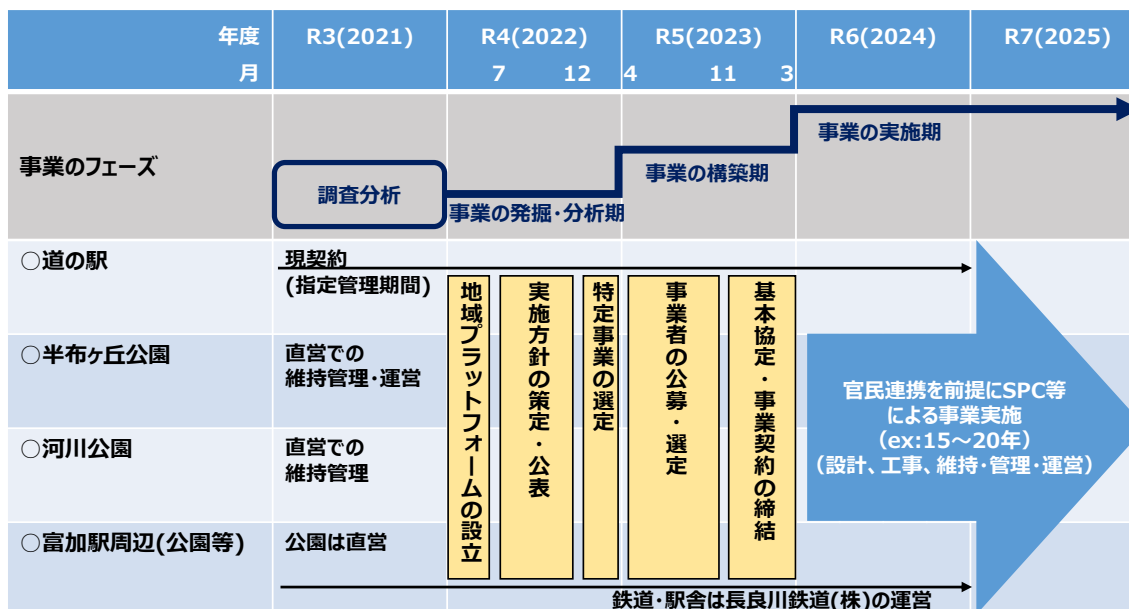 年度 R3(2021) R4(2022) R5(2023) R6(2024) R7(2025)
月 7 12 4 11 3
事業のフェーズ
調査分析
事業の発掘・分析期
事業の構築期
事業の実施期
○道の駅
現契約
(指定管理期間)
○半布ヶ丘公園
直営での
維持管理・運営
○河川公園
直営での
維持管理
○富加駅周辺(公園等)
公園は直営
地域プラットフォームの設立
実施方針の策定・公表
特定事業の選定
事業者の公募・選定
基本協定・事業契約の締結
官民連携を前提にSPC等
による事業実施
(ex:15～20年)
(設計、工事、維持・管理・運営)
鉄道・駅舎は長良川鉄道(株)の運営